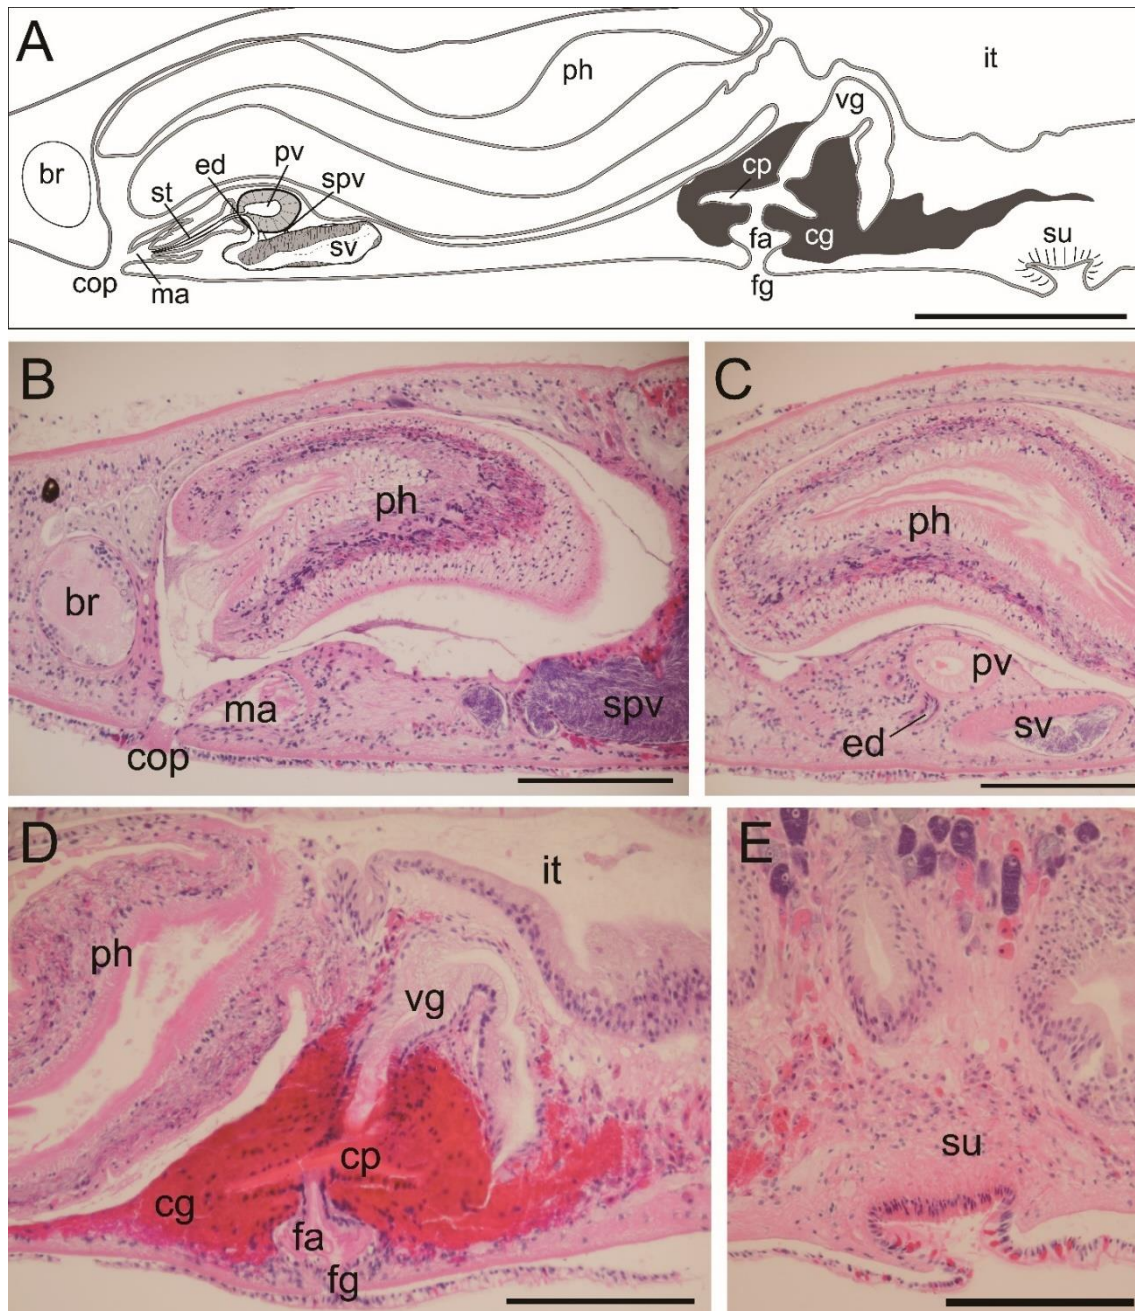 A
ph
it
vg
br
st
ed
pv
spv
cp
sv
fa
cg
su
cop
ma
fg
B
ph
br
ma
spv
cop
C
ph
pv
ed
sv
D
it
ph
vg
cp
cg
fa
fg
E
su